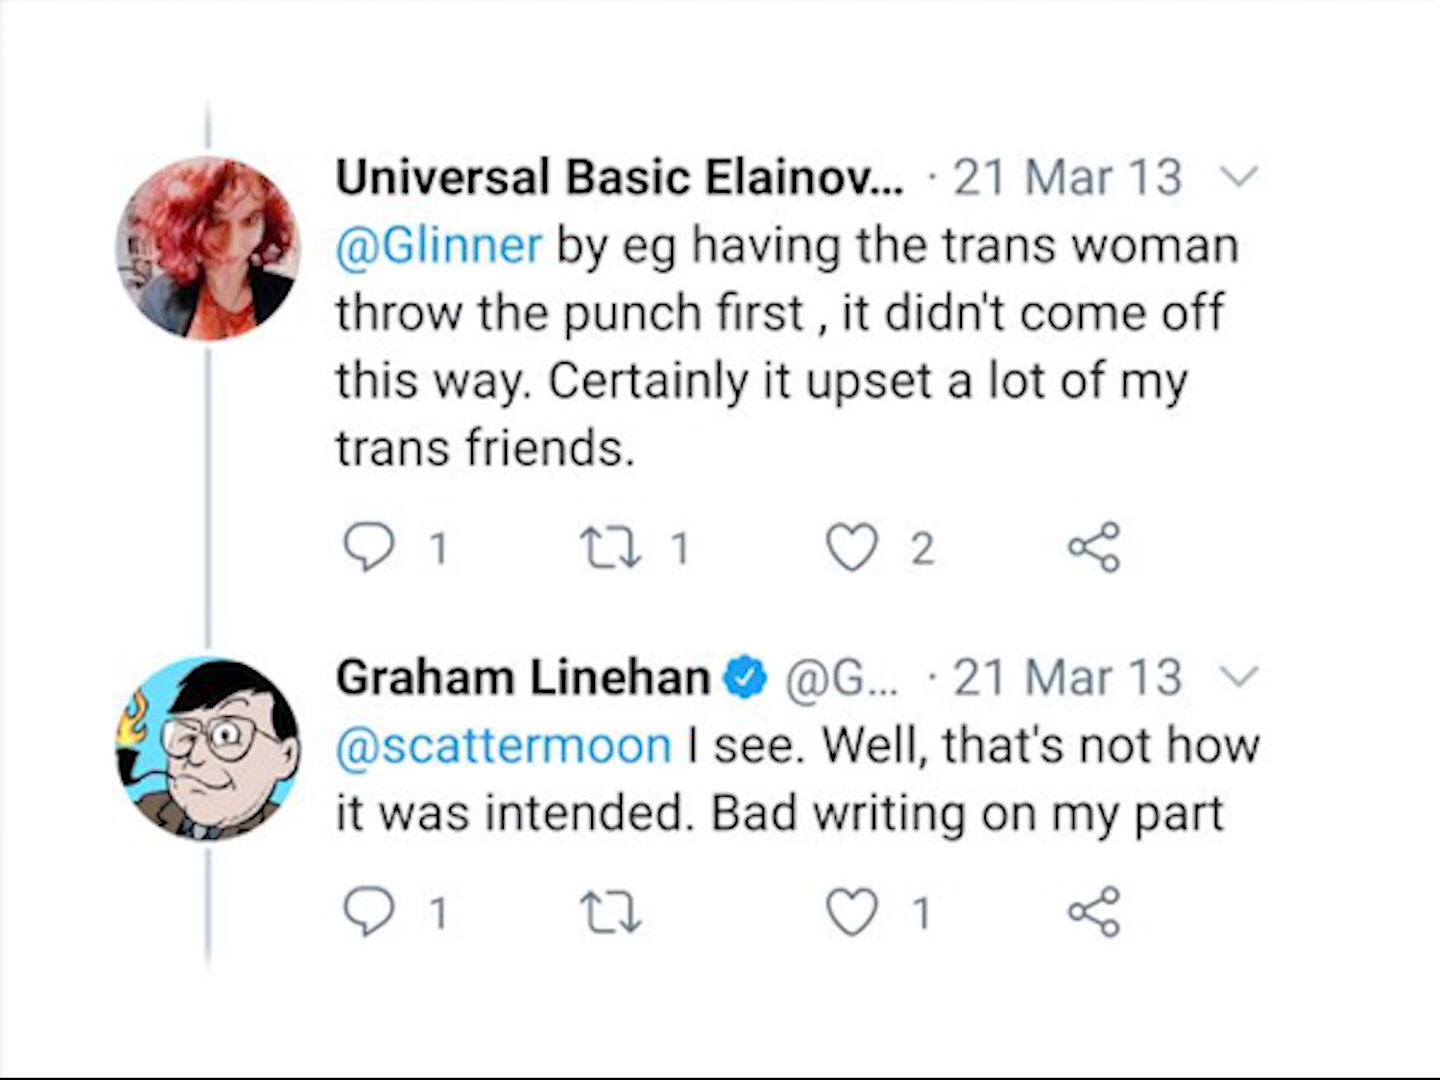 Universal Basic Elainov... · 21 Mar 13
@Glinner by eg having the trans woman
throw the punch first , it didn't come off
this way. Certainly it upset a lot of my
trans friends.
1 1 2
Graham Linehan @G... · 21 Mar 13
@scattermoon I see. Well, that's not how
it was intended. Bad writing on my part
1 1